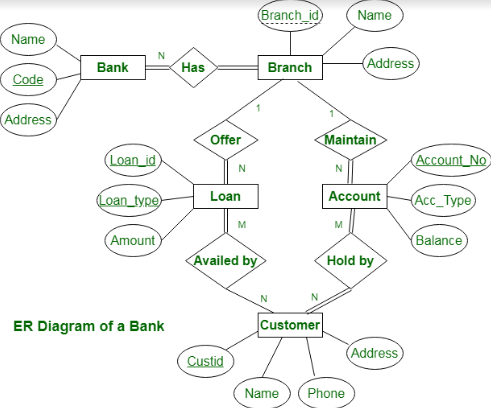 Branch_id
Name
Name
Address
N
Bank
Has
Branch
Code
Address
1
1
Offer
Maintain
Loan_id
N
N
Account_No
Loan_type
Loan
Account
Acc_Type
M
M
Amount
Balance
Availed by
Hold by
N
N
ER Diagram of a Bank
Customer
Custid
Address
Name
Phone